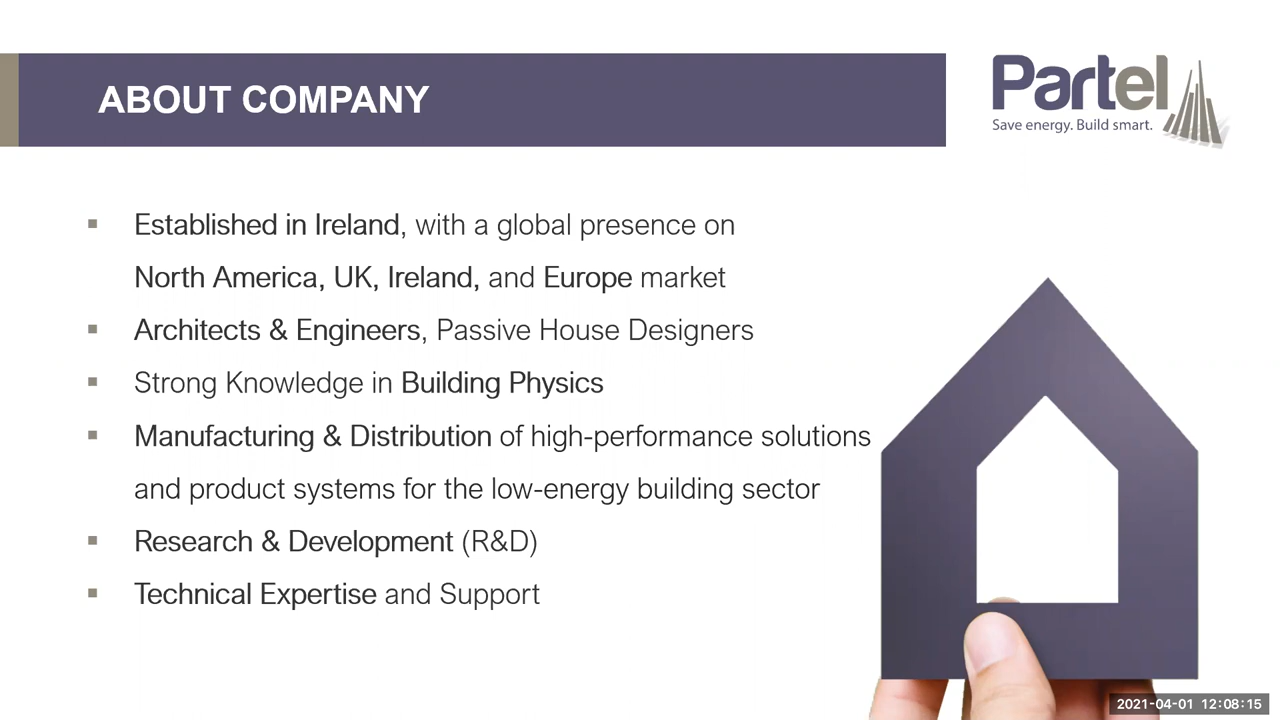 ABOUT COMPANY
Partel
Save energy. Build smart.
▪ Established in Ireland, with a global presence on
North America, UK, Ireland, and Europe market
▪ Architects & Engineers, Passive House Designers
▪ Strong Knowledge in Building Physics
▪ Manufacturing & Distribution of high-performance solutions
and product systems for the low-energy building sector
▪ Research & Development (R&D)
▪ Technical Expertise and Support
2021-04-01 12:08:15